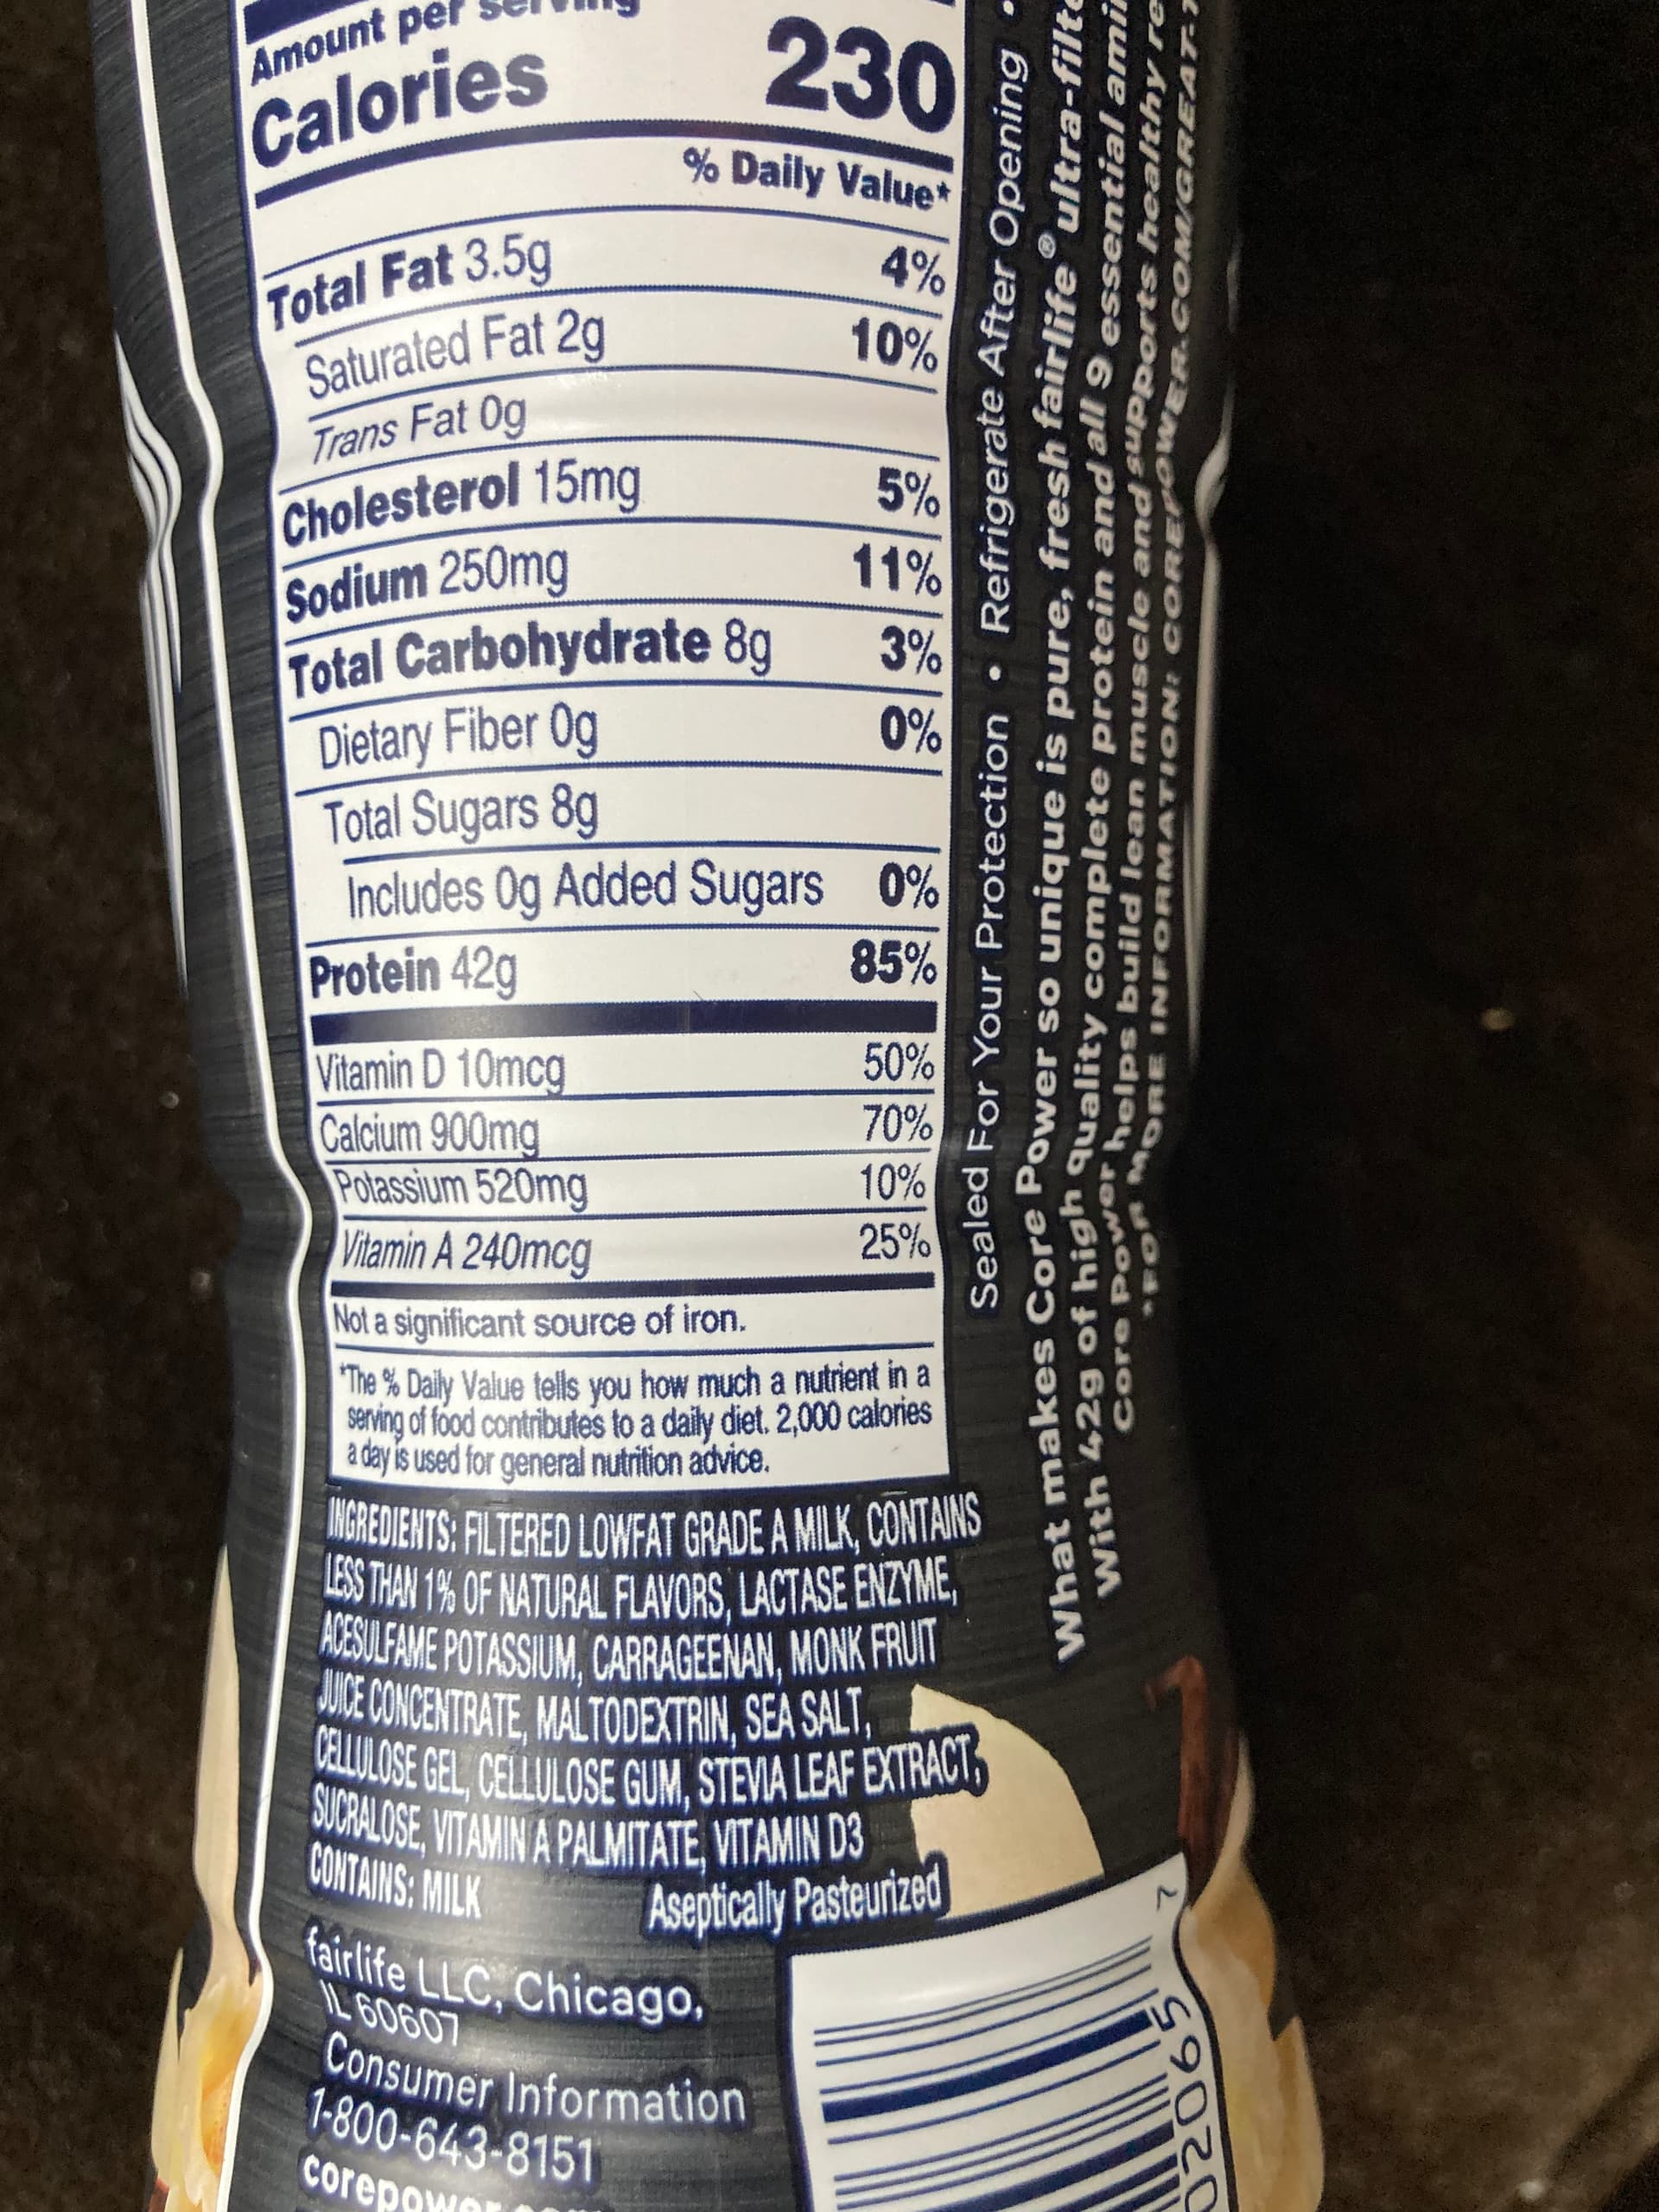 Amount per serving
Calories 230
% Daily Value*
Total Fat 3.5g 4%
Saturated Fat 2g 10%
Trans Fat 0g
Cholesterol 15mg 5%
Sodium 250mg 11%
Total Carbohydrate 8g 3%
Dietary Fiber 0g 0%
Total Sugars 8g
Includes 0g Added Sugars 0%
Protein 42g 85%
Vitamin D 10mcg 50%
Calcium 900mg 70%
Potassium 520mg 10%
Vitamin A 240mcg 25%
Not a significant source of iron.
*The % Daily Value tells you how much a nutrient in a
serving of food contributes to a daily diet. 2,000 calories
a day is used for general nutrition advice.
INGREDIENTS: FILTERED LOWFAT GRADE A MILK, CONTAINS
LESS THAN 1% OF NATURAL FLAVORS, LACTASE ENZYME,
ACESULFAME POTASSIUM, CARRAGEENAN, MONK FRUIT
JUICE CONCENTRATE, MALTODEXTRIN, SEA SALT,
CELLULOSE GEL, CELLULOSE GUM, STEVIA LEAF EXTRACT,
SUCRALOSE, VITAMIN A PALMITATE, VITAMIN D3
CONTAINS: MILK Aseptically Pasteurized
fairlife LLC, Chicago,
IL 60607
Consumer Information
1-800-643-8151
Sealed For Your Protection • Refrigerate After Opening •
What makes Core Power so unique is pure, fresh fairlife® ultra-
With 42g of high quality complete protein and all 9 essential
Core Power helps build lean muscle and supports healthy
*FOR MORE INFORMATION: COREPOWER.COM/GREAT-
02065 7